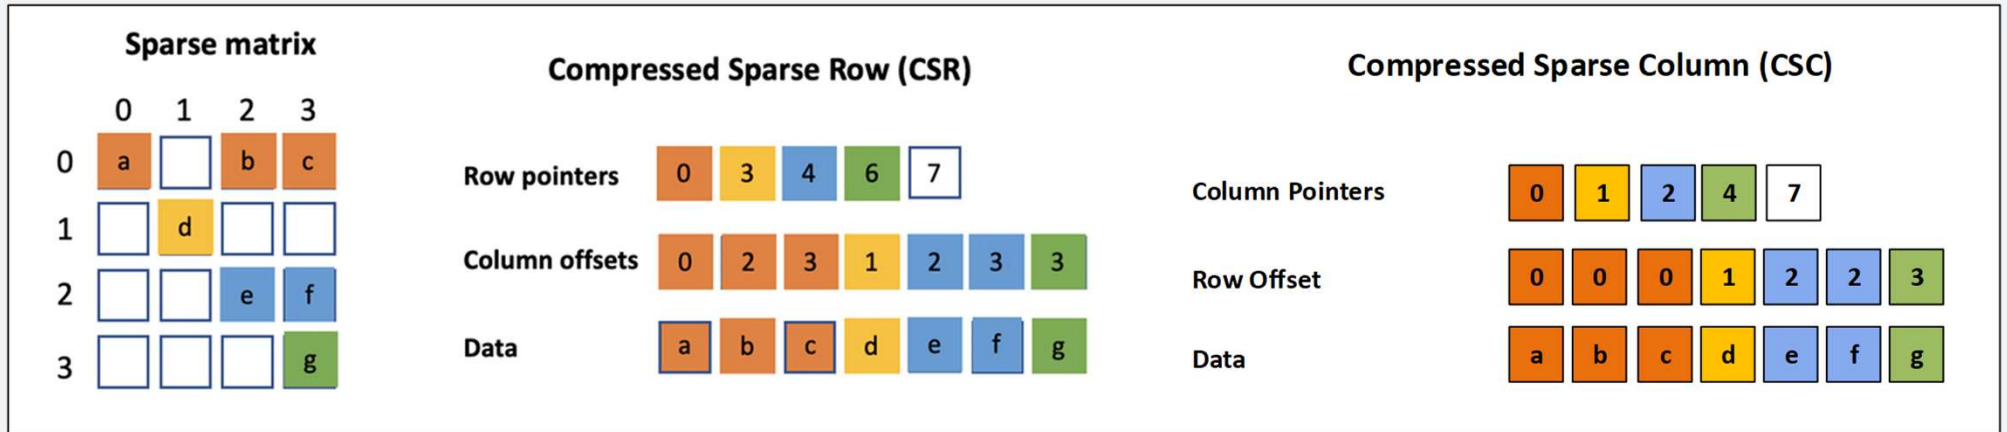 Sparse matrix
0 1 2 3
0 a b c
1 d
2 e f
3 g
Compressed Sparse Row (CSR)
Row pointers 0 3 4 6 7
Column offsets 0 2 3 1 2 3 3
Data a b c d e f g
Compressed Sparse Column (CSC)
Column Pointers 0 1 2 4 7
Row Offset 0 0 0 1 2 2 3
Data a b c d e f g